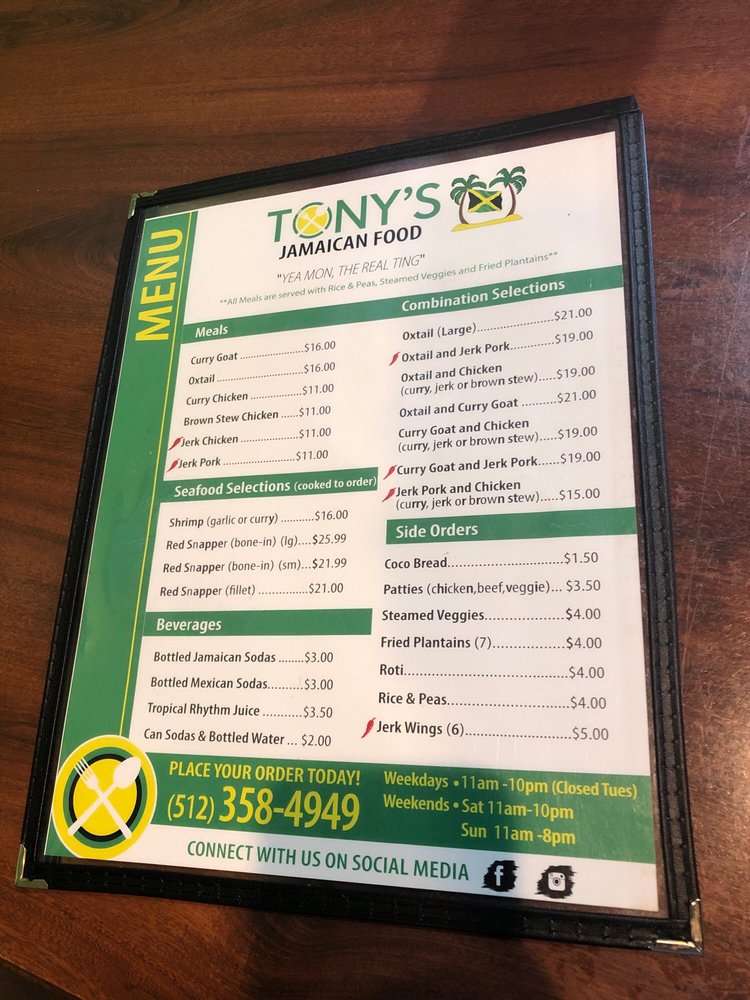 MENU
TONY'S
JAMAICAN FOOD
"YEA MON, THE REAL TING"
**All Meals are served with Rice & Peas, Steamed Veggies and Fried Plantains**
Meals
Curry Goat ......................$16.00
Oxtail ..............................$16.00
Curry Chicken .................$11.00
Brown Stew Chicken ......$11.00
Jerk Chicken ....................$11.00
Jerk Pork .........................$11.00
Seafood Selections (cooked to order)
Shrimp (garlic or curry) ...........$16.00
Red Snapper (bone-in) (lg)....$25.99
Red Snapper (bone-in) (sm)...$21.99
Red Snapper (fillet) ................$21.00
Beverages
Bottled Jamaican Sodas ........$3.00
Bottled Mexican Sodas..........$3.00
Tropical Rhythm Juice ............$3.50
Can Sodas & Bottled Water ... $2.00
Combination Selections
Oxtail (Large)........................$21.00
Oxtail and Jerk Pork................$19.00
Oxtail and Chicken
(curry, jerk or brown stew).....$19.00
Oxtail and Curry Goat ...........$21.00
Curry Goat and Chicken
(curry, jerk or brown stew).....$19.00
Curry Goat and Jerk Pork......$19.00
Jerk Pork and Chicken
(curry, jerk or brown stew).....$15.00
Side Orders
Coco Bread.............................$1.50
Patties (chicken,beef,veggie)... $3.50
Steamed Veggies.....................$4.00
Fried Plantains (7)...................$4.00
Roti..........................................$4.00
Rice & Peas..............................$4.00
Jerk Wings (6)..........................$5.00
PLACE YOUR ORDER TODAY!
(512) 358-4949
Weekdays •11am -10pm (Closed Tues)
Weekends • Sat 11am-10pm
Sun 11am -8pm
CONNECT WITH US ON SOCIAL MEDIA